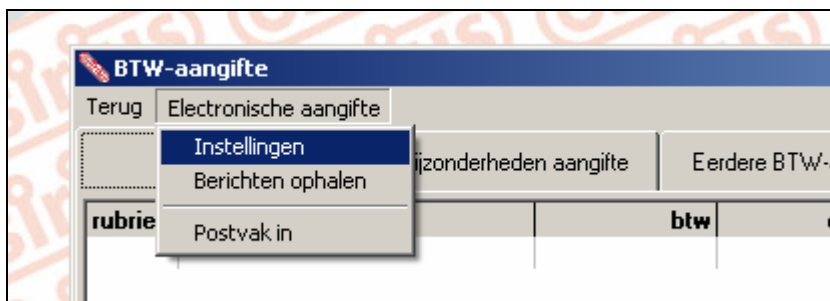 BTW-aangifte
Terug Electronische aangifte
Instellingen
ijzonderheden aangifte Eerdere BTW-
Berichten ophalen
rubrie btw
Postvak in